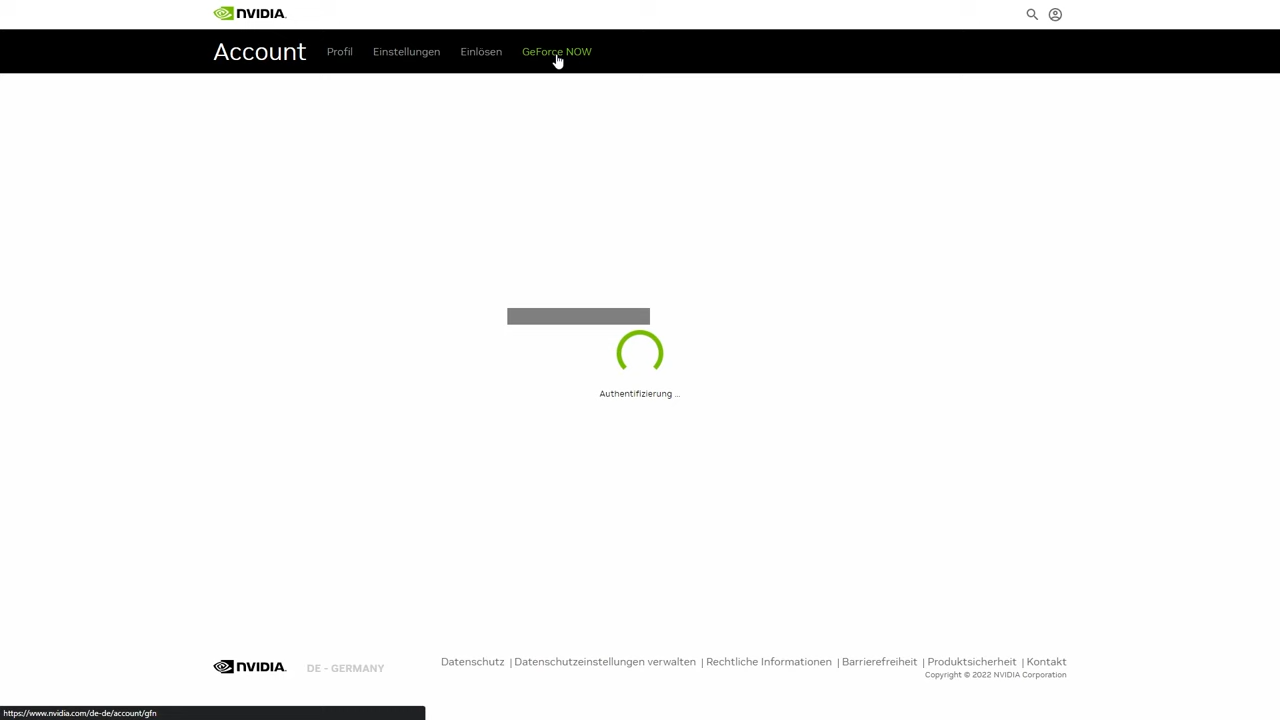 NVIDIA.
Account Profil Einstellungen Einlösen GeForce NOW
Authentifizierung ...
NVIDIA. DE - GERMANY
Datenschutz | Datenschutzeinstellungen verwalten | Rechtliche Informationen | Barrierefreiheit | Produktsicherheit | Kontakt
Copyright © 2022 NVIDIA Corporation
https://www.nvidia.com/de-de/account/gfn